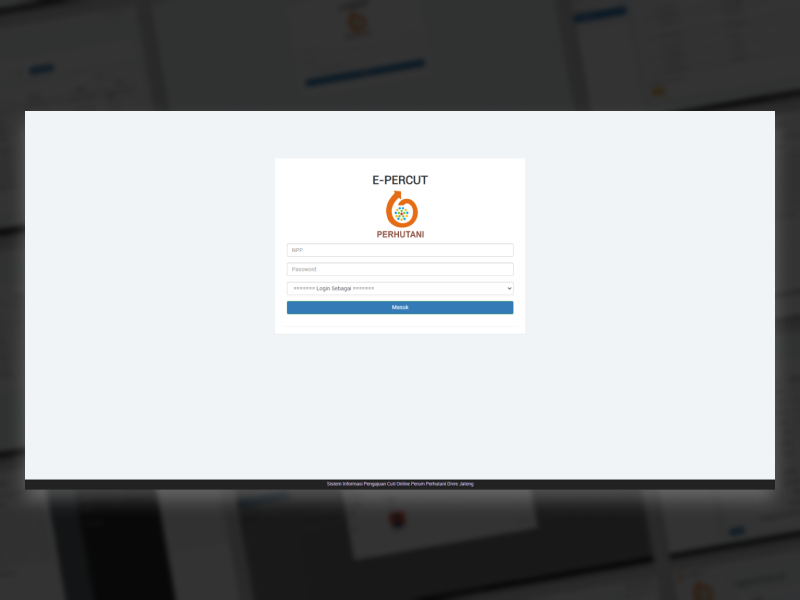 E-PERCUT
PERHUTANI
NPP
Password
======= Login Sebagai =======
Masuk
Sistem Informasi Pengajuan Cuti Online Perum Perhutani Divre Jateng